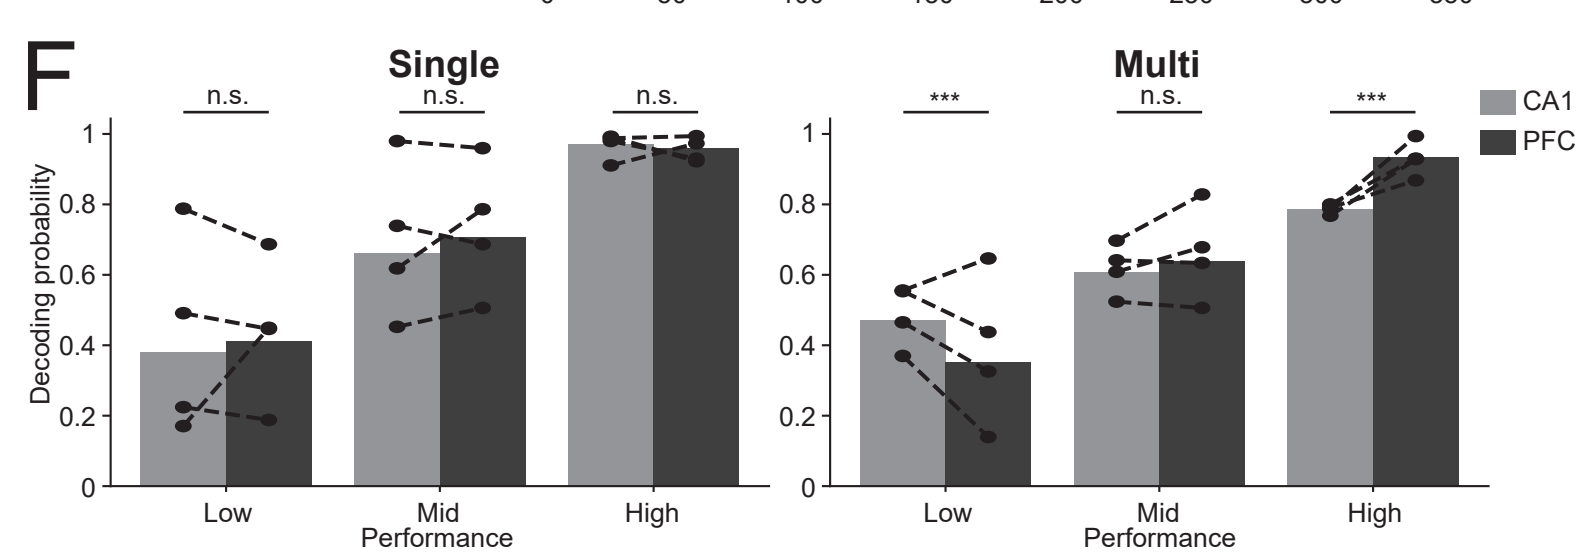 F
Single
Multi
n.s.
n.s.
n.s.
***
n.s.
***
CA1
PFC
Decoding probability
1
0.8
0.6
0.4
0.2
0
1
0.8
0.6
0.4
0.2
0
Low
Mid
High
Low
Mid
High
Performance
Performance